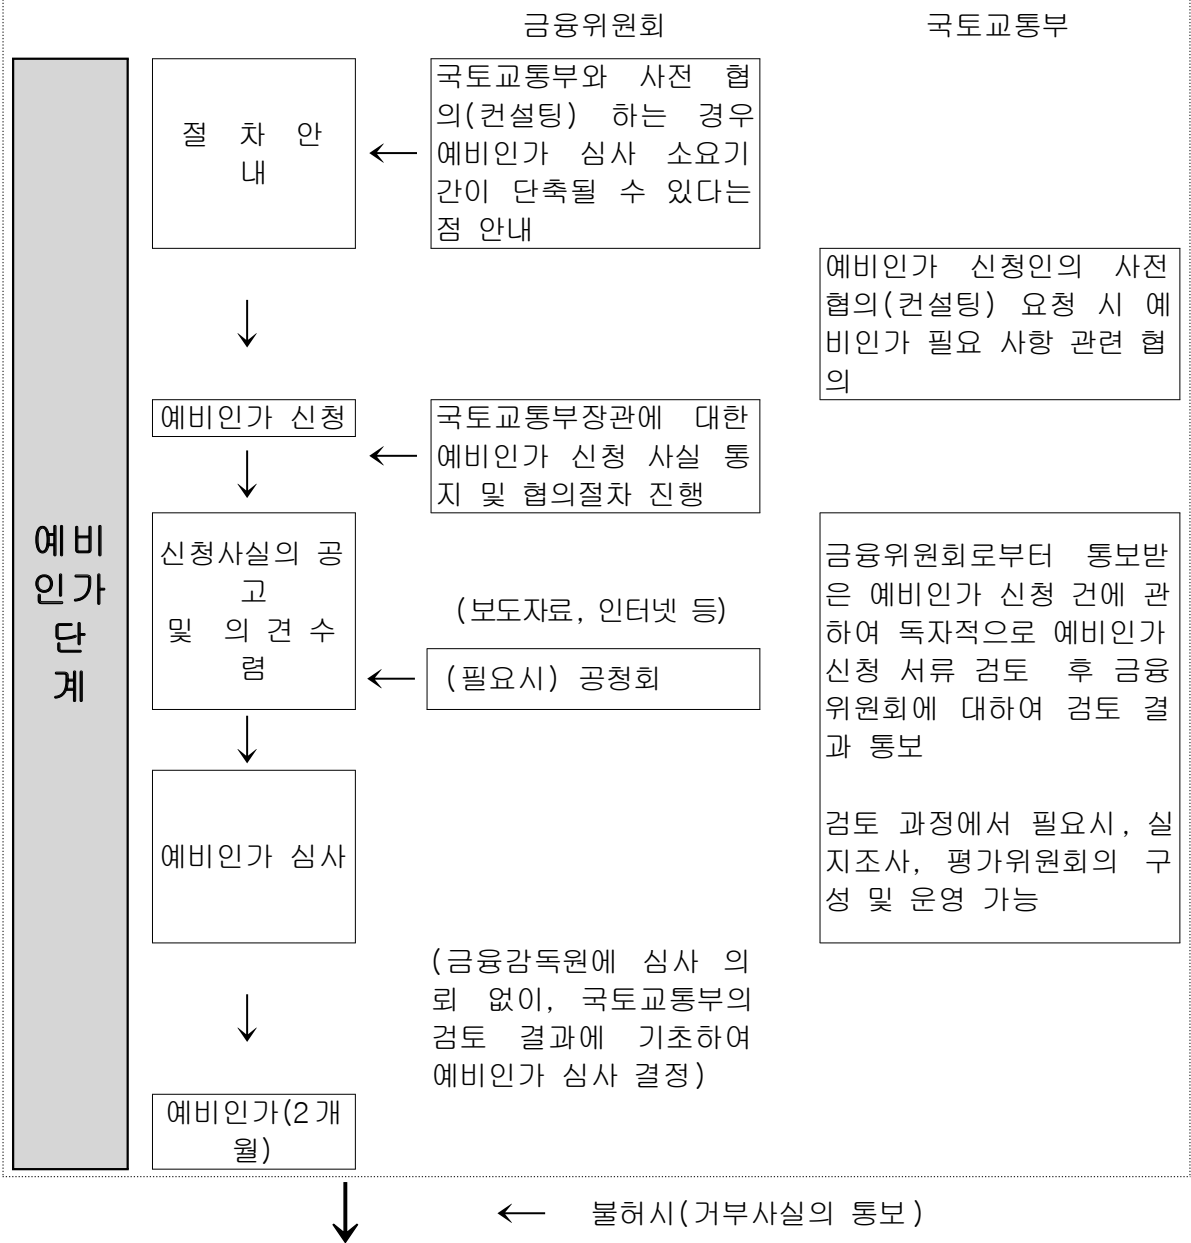 금융위원회
국토교통부
예비
인가
단
계
절 차 안
내
국토교통부와 사전 협
의(컨설팅) 하는 경우
예비인가 심사 소요기
간이 단축될 수 있다는
점 안내
예비인가 신청인의 사전
협의(컨설팅) 요청 시 예
비인가 필요 사항 관련 협
의
예비인가 신청
국토교통부장관에 대한
예비인가 신청 사실 통
지 및 협의절차 진행
신청사실의 공
고
및 의 견 수
렴
(보도자료, 인터넷 등)
(필요시) 공청회
금융위원회로부터 통보받
은 예비인가 신청 건에 관
하여 독자적으로 예비인가
신청 서류 검토 후 금융
위원회에 대하여 검토 결
과 통보
검토 과정에서 필요시, 실
지조사, 평가위원회의 구
성 및 운영 가능
예비인가 심사
(금융감독원에 심사 의
뢰 없이, 국토교통부의
검토 결과에 기초하여
예비인가 심사 결정)
예비인가(2개
월)
불허시(거부사실의 통보)